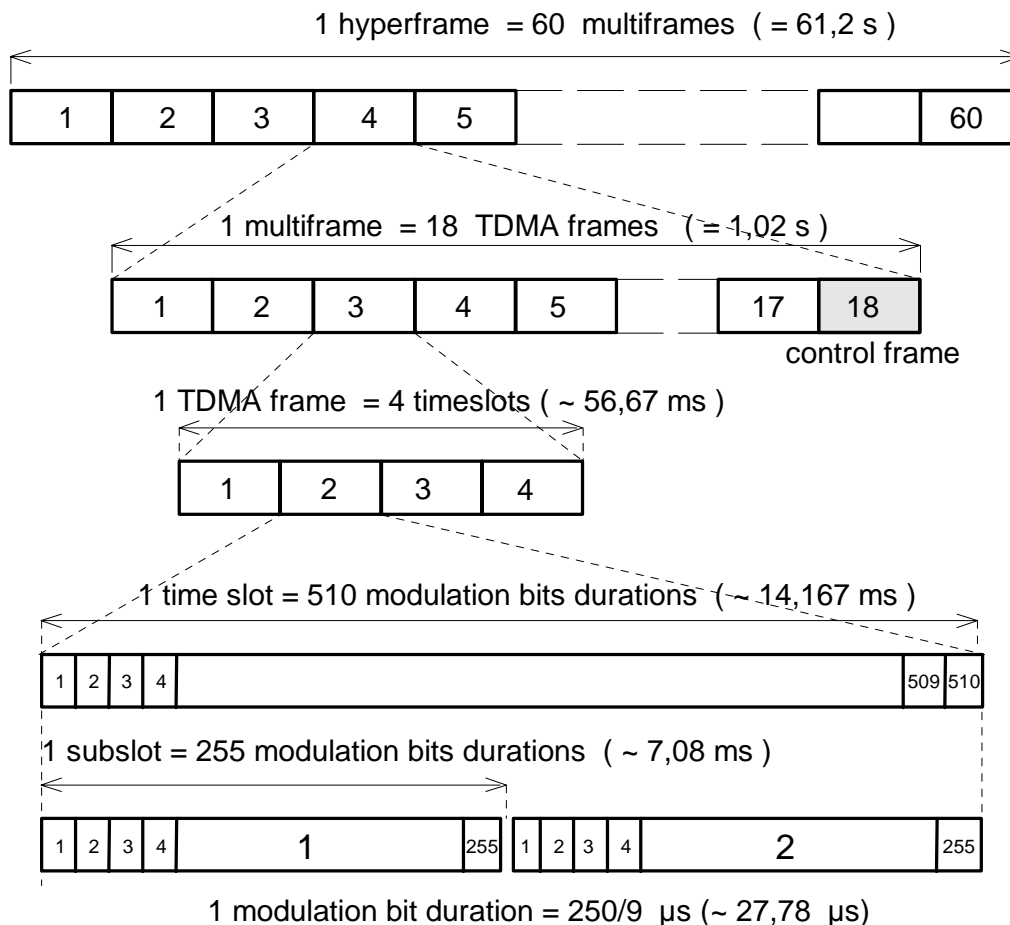 1 hyperframe = 60 multiframes ( = 61,2 s )
1 2 3 4 5 60
1 multiframe = 18 TDMA frames ( = 1,02 s )
1 2 3 4 5 17 18
control frame
1 TDMA frame = 4 timeslots ( ~ 56,67 ms )
1 2 3 4
1 time slot = 510 modulation bits durations ( ~ 14,167 ms )
1 2 3 4 509 510
1 subslot = 255 modulation bits durations ( ~ 7,08 ms )
1 2 3 4 1 255 1 2 3 4 2 255
1 modulation bit duration = 250/9 µs (~ 27,78 µs)